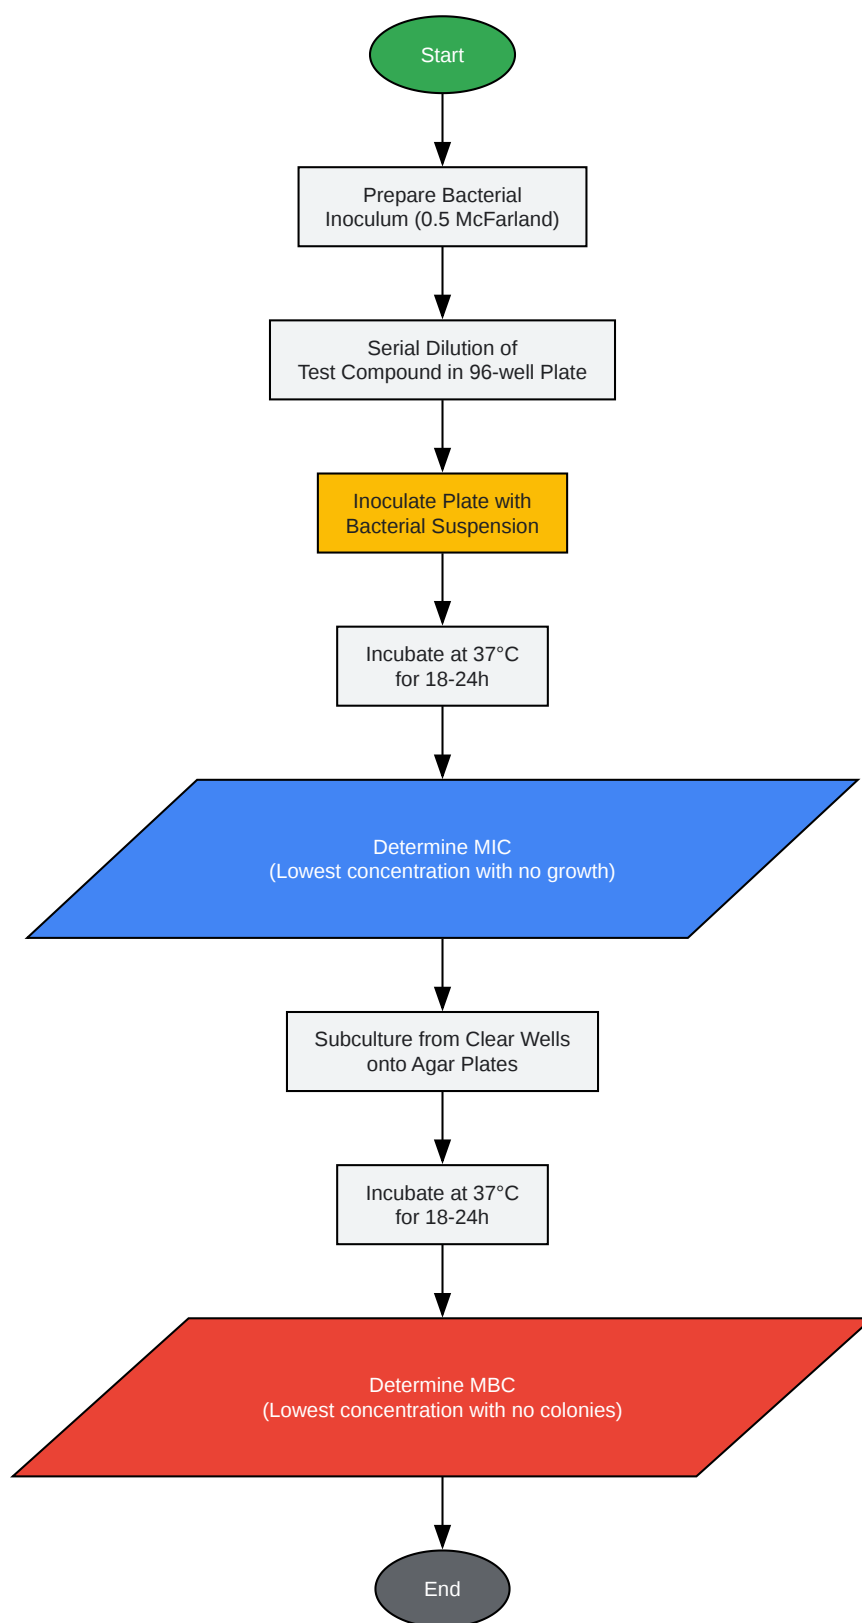 Start
Prepare Bacterial
Inoculum (0.5 McFarland)
Serial Dilution of
Test Compound in 96-well Plate
Inoculate Plate with
Bacterial Suspension
Incubate at 37°C
for 18-24h
Determine MIC
(Lowest concentration with no growth)
Subculture from Clear Wells
onto Agar Plates
Incubate at 37°C
for 18-24h
Determine MBC
(Lowest concentration with no colonies)
End